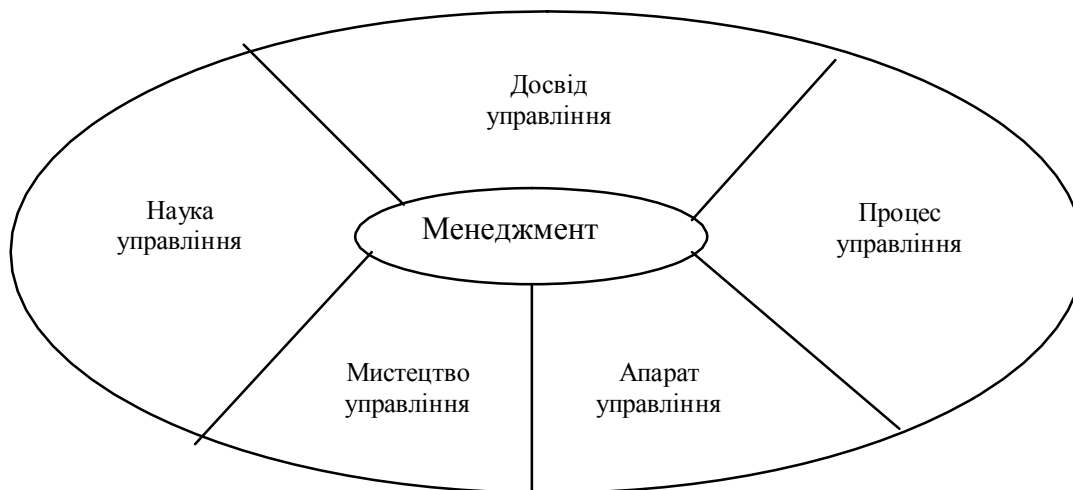 Досвід
управління
Наука
управління
Менеджмент
Процес
управління
Мистецтво
управління
Апарат
управління